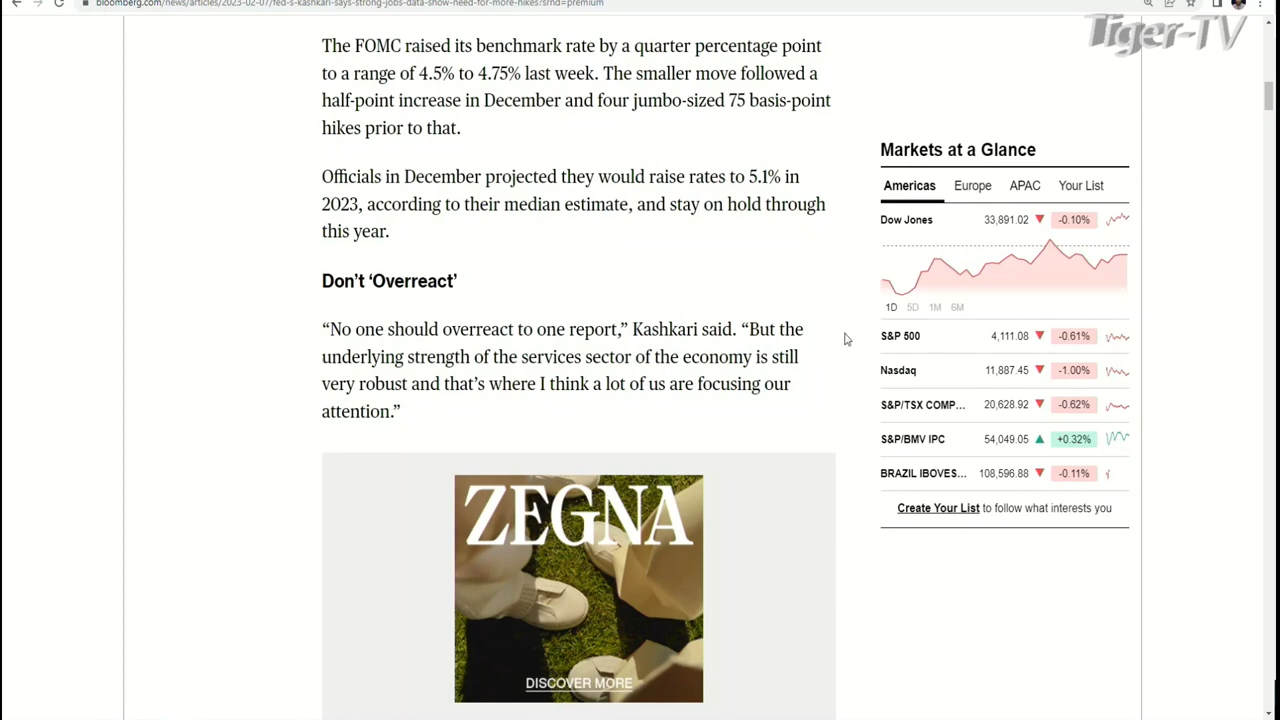 bloomberg.com/news/articles/2023-02-07/fed-s-kashkari-says-strong-jobs-data-show-need-for-more-hikes?srnd=premium
Tiger-TV
The FOMC raised its benchmark rate by a quarter percentage point
to a range of 4.5% to 4.75% last week. The smaller move followed a
half-point increase in December and four jumbo-sized 75 basis-point
hikes prior to that.
Officials in December projected they would raise rates to 5.1% in
2023, according to their median estimate, and stay on hold through
this year.
Don’t ‘Overreact’
“No one should overreact to one report,” Kashkari said. “But the
underlying strength of the services sector of the economy is still
very robust and that’s where I think a lot of us are focusing our
attention.”
ZEGNA
DISCOVER MORE
Markets at a Glance
Americas Europe APAC Your List
Dow Jones 33,891.02 ▼ -0.10%
1D 5D 1M 6M
S&P 500 4,111.08 ▼ -0.61%
Nasdaq 11,887.45 ▼ -1.00%
S&P/TSX COMP... 20,628.92 ▼ -0.62%
S&P/BMV IPC 54,049.05 ▲ +0.32%
BRAZIL IBOVES... 108,596.88 ▼ -0.11%
Create Your List to follow what interests you